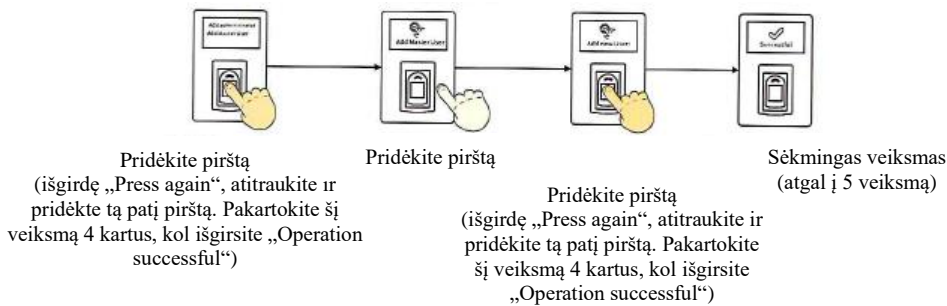 Add Master User
Add new User
Successful
Pridėkite pirštą
(išgirdę „Press again“, atitraukite ir
pridėkte tą patį pirštą. Pakartokite šį
veiksmą 4 kartus, kol išgirsite „Operation
successful“)
Pridėkite pirštą
Pridėkite pirštą
(išgirdę „Press again“, atitraukite ir
pridėkite tą patį pirštą. Pakartokite
šį veiksmą 4 kartus, kol išgirsite
„Operation successful“)
Sėkmingas veiksmas
(atgal į 5 veiksmą)